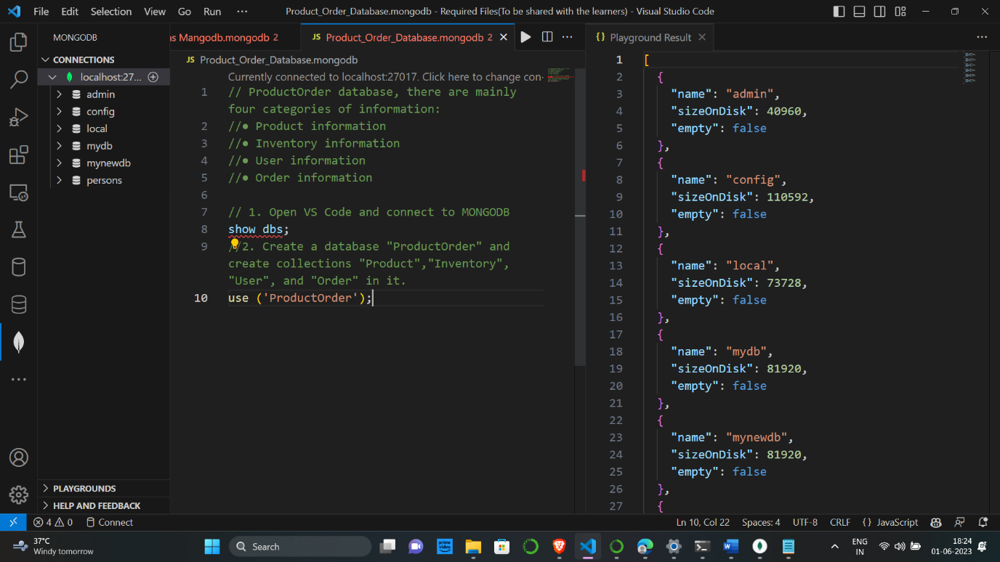 File Edit Selection View Go Run ··· Product_Order_Database.mongodb - Required Files(To be shared with the learners) - Visual Studio Code
MONGODB
CONNECTIONS
localhost:27...
admin
config
local
mydb
mynewdb
persons
PLAYGROUNDS
HELP AND FEEDBACK
ns Mangodb.mongodb 2
JS Product_Order_Database.mongodb 2
JS Product_Order_Database.mongodb
Currently connected to localhost:27017. Click here to change con-
1 // ProductOrder database, there are mainly
four categories of information:
2 //● Product information
3 //● Inventory information
4 //● User information
5 //● Order information
6
7 // 1. Open VS Code and connect to MONGODB
8 show dbs;
9 //2. Create a database "ProductOrder" and
create collections "Product","Inventory",
"User", and "Order" in it.
10 use ('ProductOrder');
{} Playground Result
1 [
2 {
3 "name": "admin",
4 "sizeOnDisk": 40960,
5 "empty": false
6 },
7 {
8 "name": "config",
9 "sizeOnDisk": 110592,
10 "empty": false
11 },
12 {
13 "name": "local",
14 "sizeOnDisk": 73728,
15 "empty": false
16 },
17 {
18 "name": "mydb",
19 "sizeOnDisk": 81920,
20 "empty": false
21 },
22 {
23 "name": "mynewdb",
24 "sizeOnDisk": 81920,
25 "empty": false
26 },
27 {
4 0 Connect Ln 10, Col 22 Spaces: 4 UTF-8 CRLF {} JavaScript
37°C
Windy tomorrow
Search
prime video
ENG
IN
18:24
01-06-2023